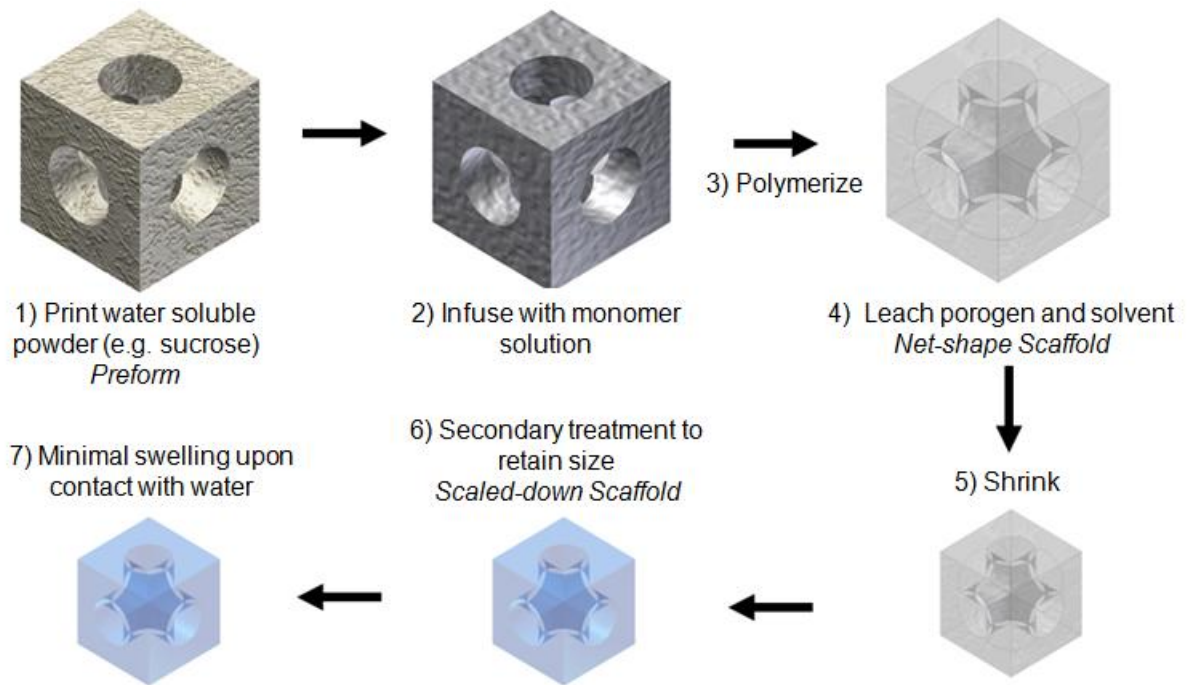 1) Print water soluble
powder (e.g. sucrose)
Preform
2) Infuse with monomer
solution
3) Polymerize
4) Leach porogen and solvent
Net-shape Scaffold
5) Shrink
6) Secondary treatment to
retain size
Scaled-down Scaffold
7) Minimal swelling upon
contact with water